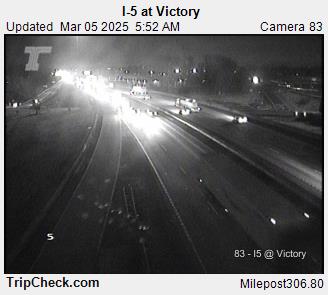 I-5 at Victory
Updated Mar 05 2025 5:52 AM Camera 83
T
S
83 - I5 @ Victory
TripCheck.com Milepost306.80